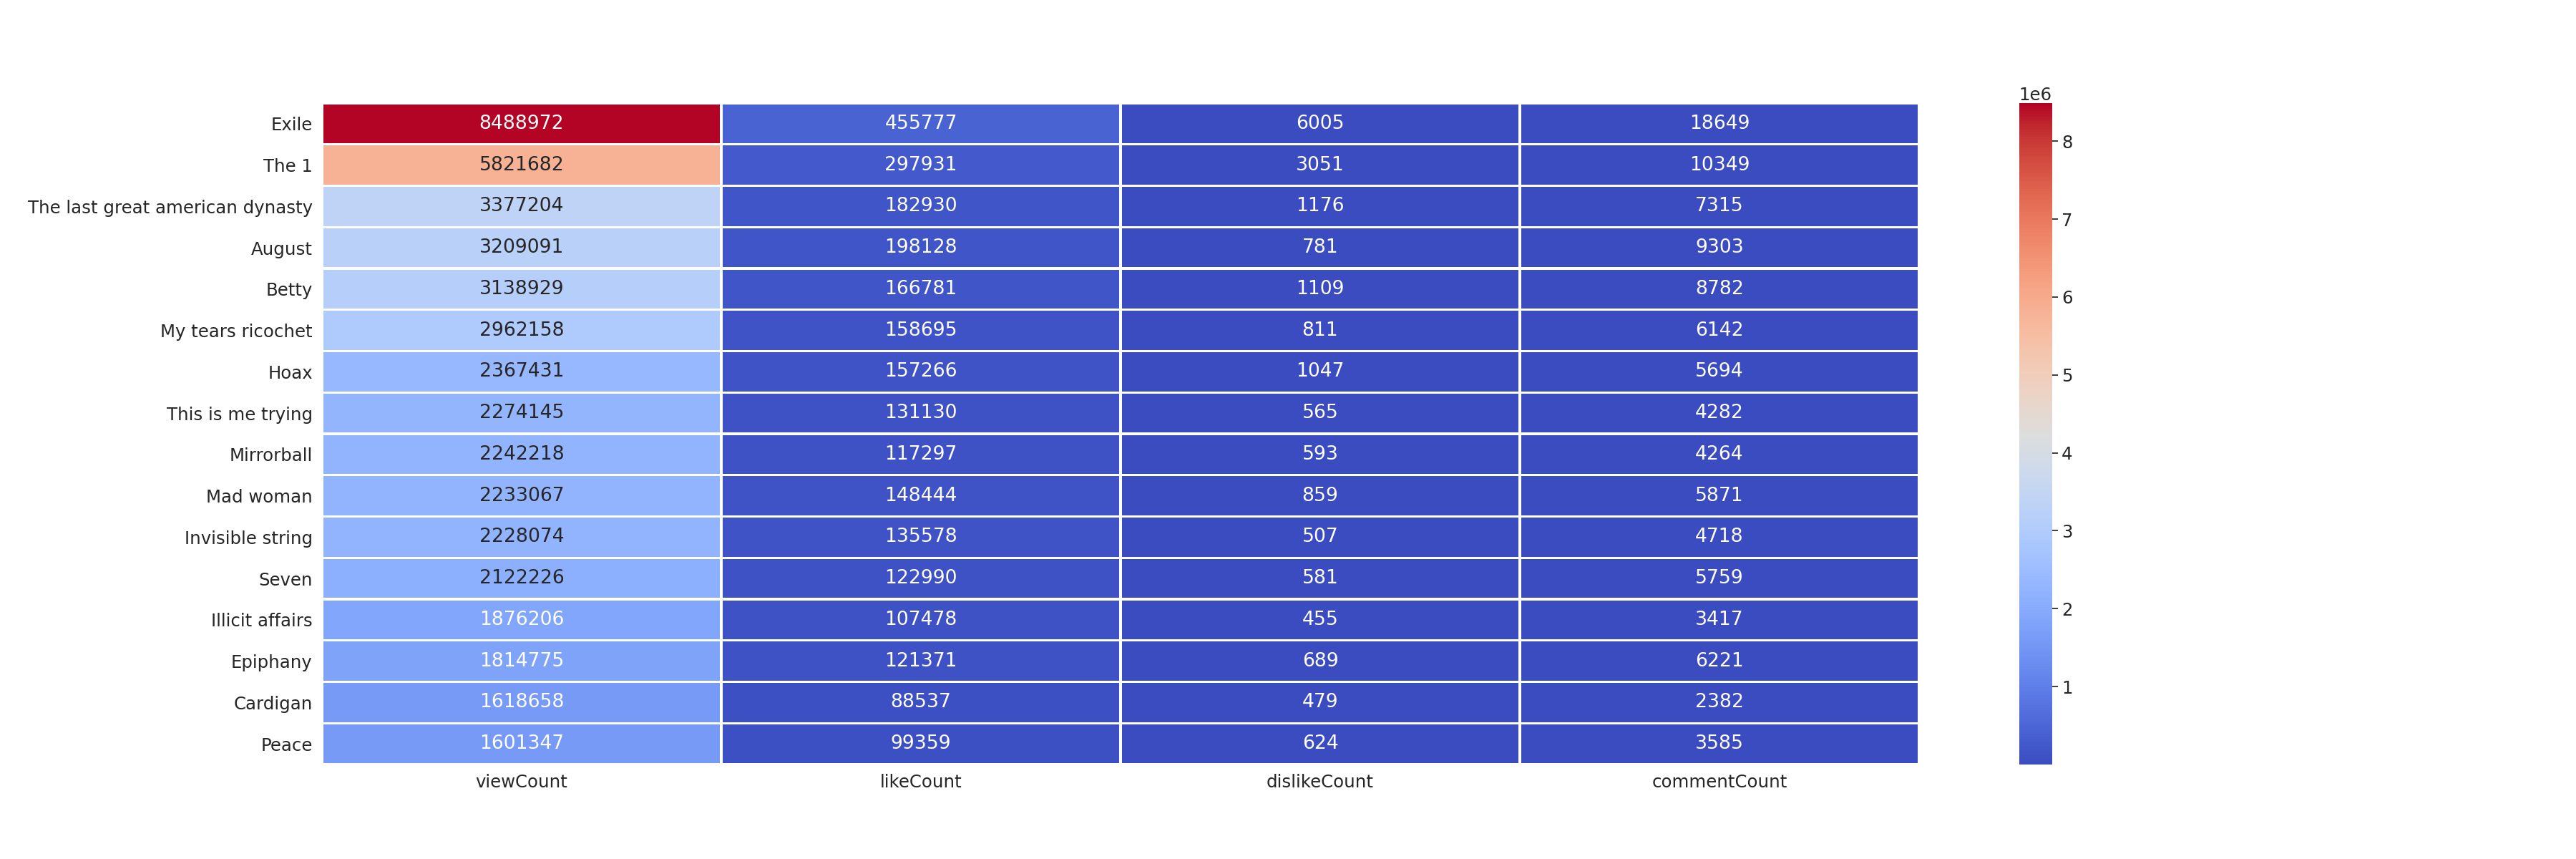 1e6
Exile 8488972 455777 6005 18649
8
The 1 5821682 297931 3051 10349
The last great american dynasty 3377204 182930 1176 7315
7
August 3209091 198128 781 9303
Betty 3138929 166781 1109 8782
6
My tears ricochet 2962158 158695 811 6142
Hoax 2367431 157266 1047 5694
5
This is me trying 2274145 131130 565 4282
Mirrorball 2242218 117297 593 4264
4
Mad woman 2233067 148444 859 5871
Invisible string 2228074 135578 507 4718
3
Seven 2122226 122990 581 5759
Illicit affairs 1876206 107478 455 3417
2
Epiphany 1814775 121371 689 6221
Cardigan 1618658 88537 479 2382
1
Peace 1601347 99359 624 3585
viewCount likeCount dislikeCount commentCount